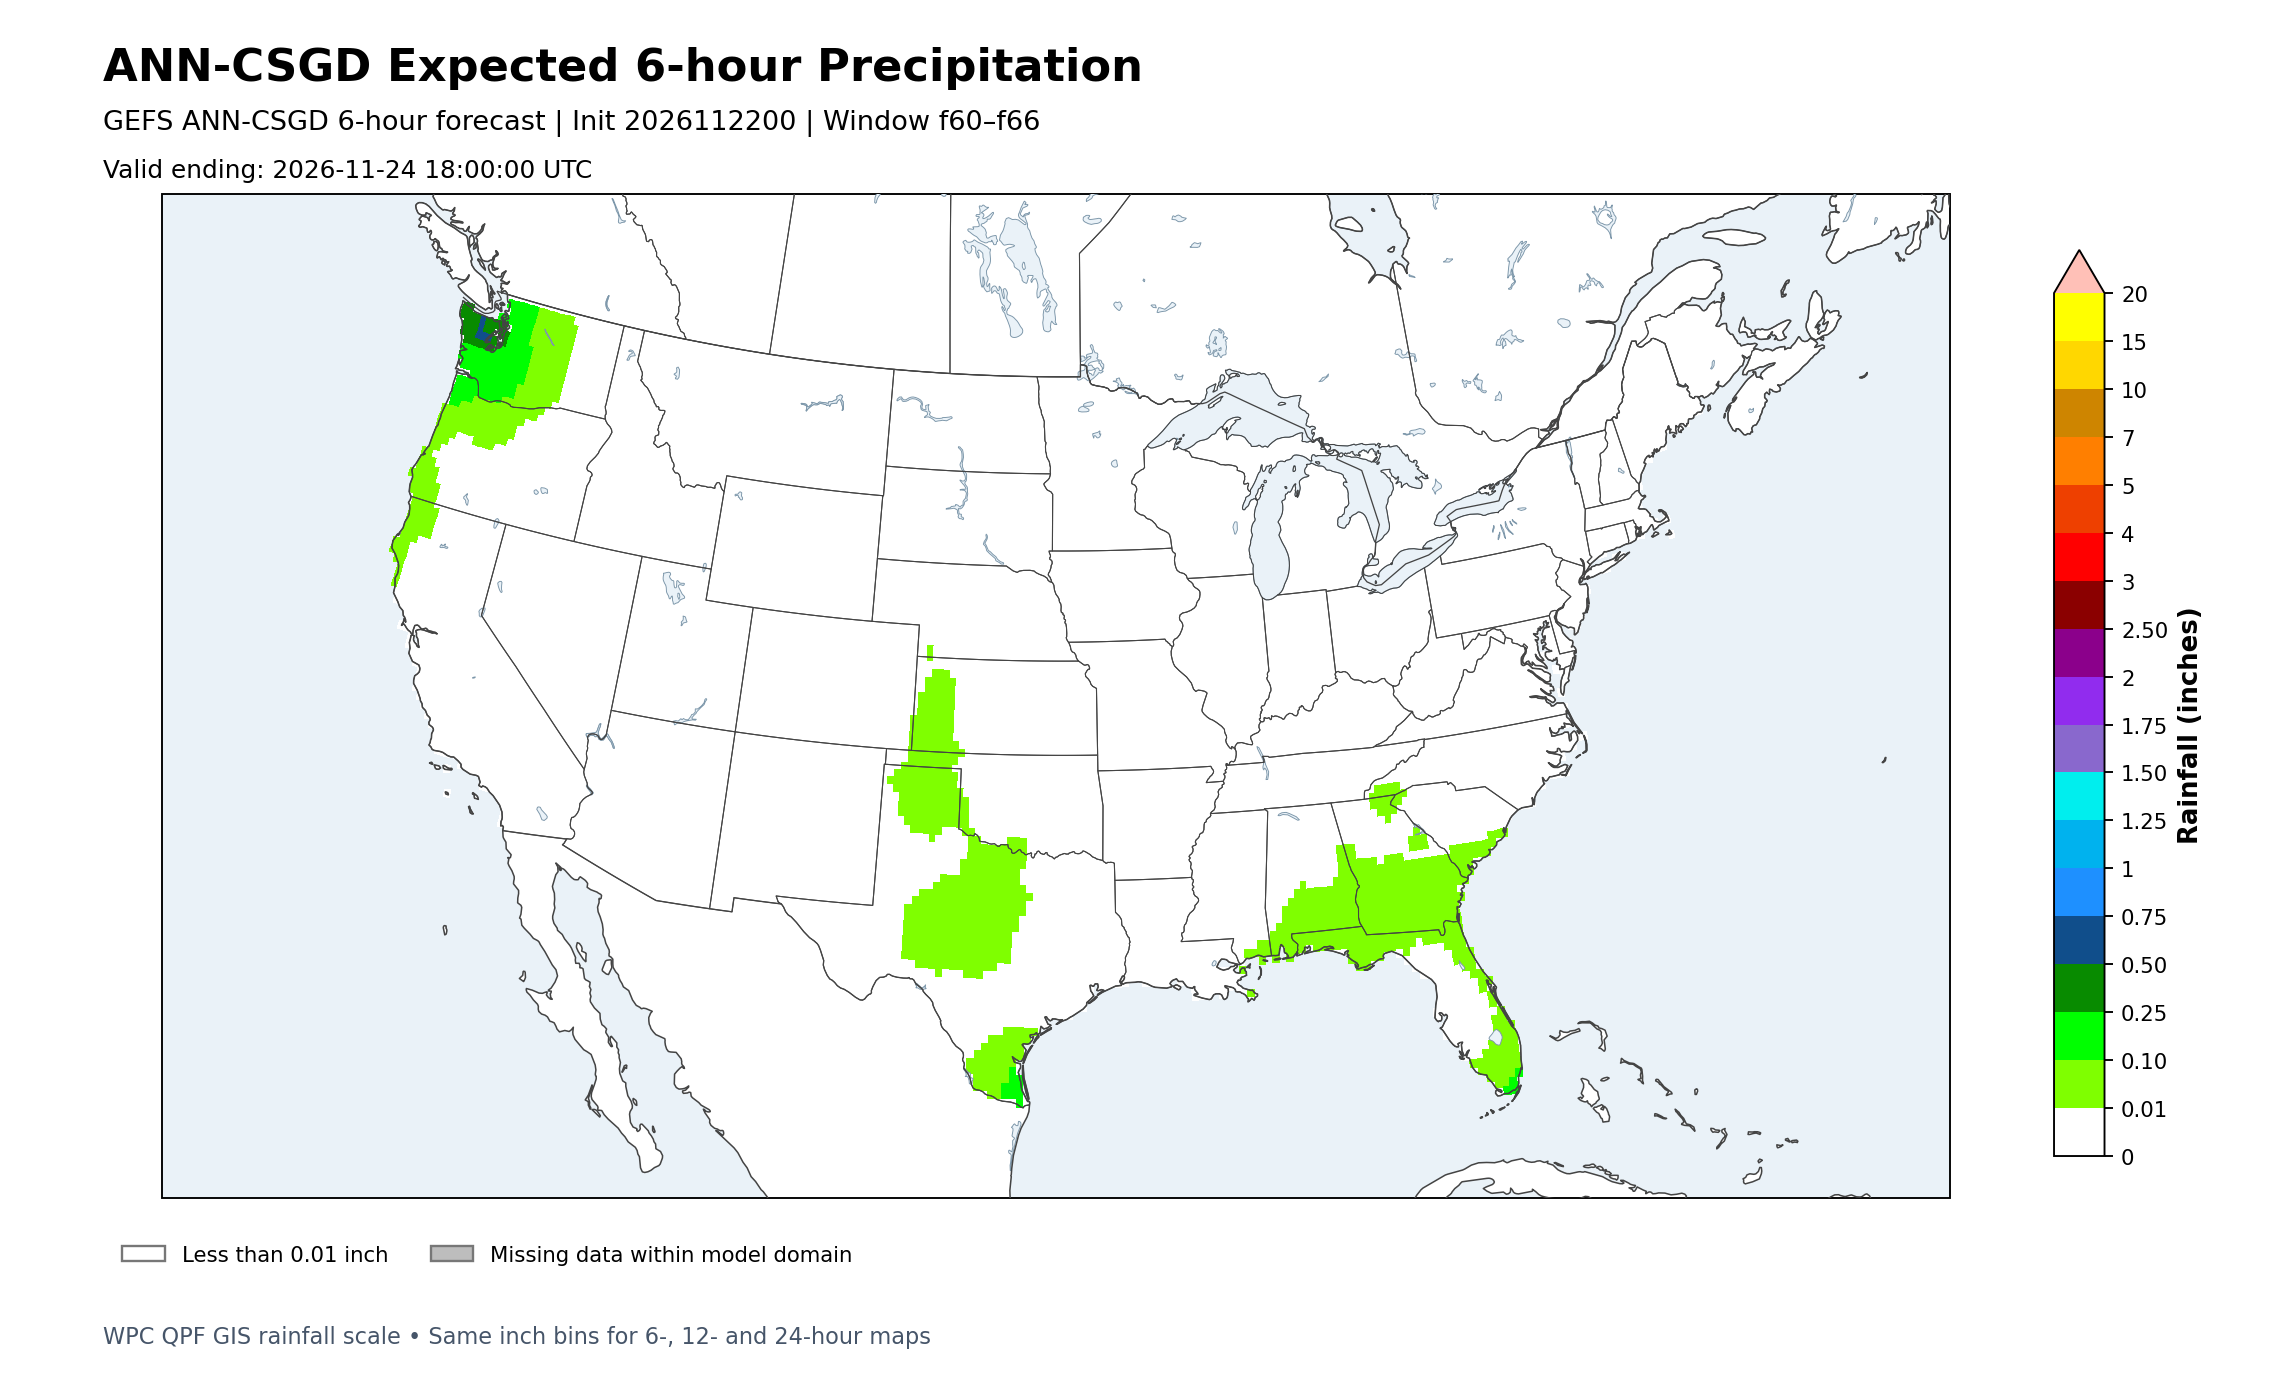 ANN-CSGD Expected 6-hour Precipitation
GEFS ANN-CSGD 6-hour forecast | Init 2026112200 | Window f60–f66
Valid ending: 2026-11-24 18:00:00 UTC
20
15
10
7
5
4
3
2.50
2
1.75
1.50
1.25
1
0.75
0.50
0.25
0.10
0.01
0
Rainfall (inches)
Less than 0.01 inch
Missing data within model domain
WPC QPF GIS rainfall scale • Same inch bins for 6-, 12- and 24-hour maps